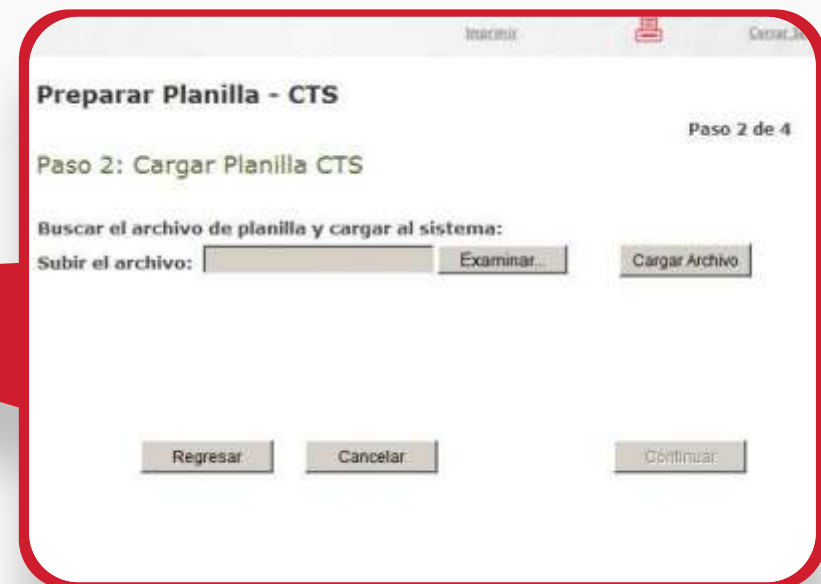 Imprimir
Preparar Planilla - CTS
Paso 2 de 4
Paso 2: Cargar Planilla CTS
Buscar el archivo de planilla y cargar al sistema:
Subir el archivo: Examinar... Cargar Archivo
Regresar Cancelar Continuar